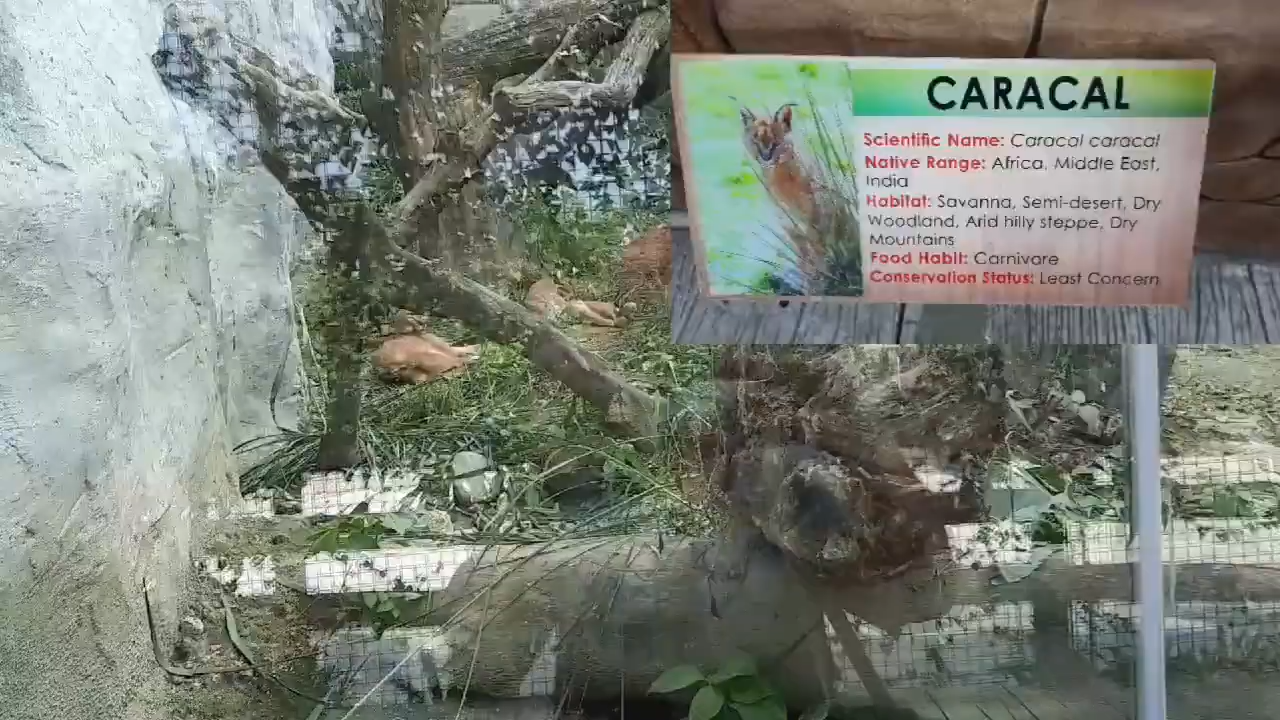 CARACAL
Scientific Name: Caracal caracal
Native Range: Africa, Middle East,
India
Habitat: Savanna, Semi-desert, Dry
Woodland, Arid hilly steppe, Dry
Mountains
Food Habit: Carnivore
Conservation Status: Least Concern